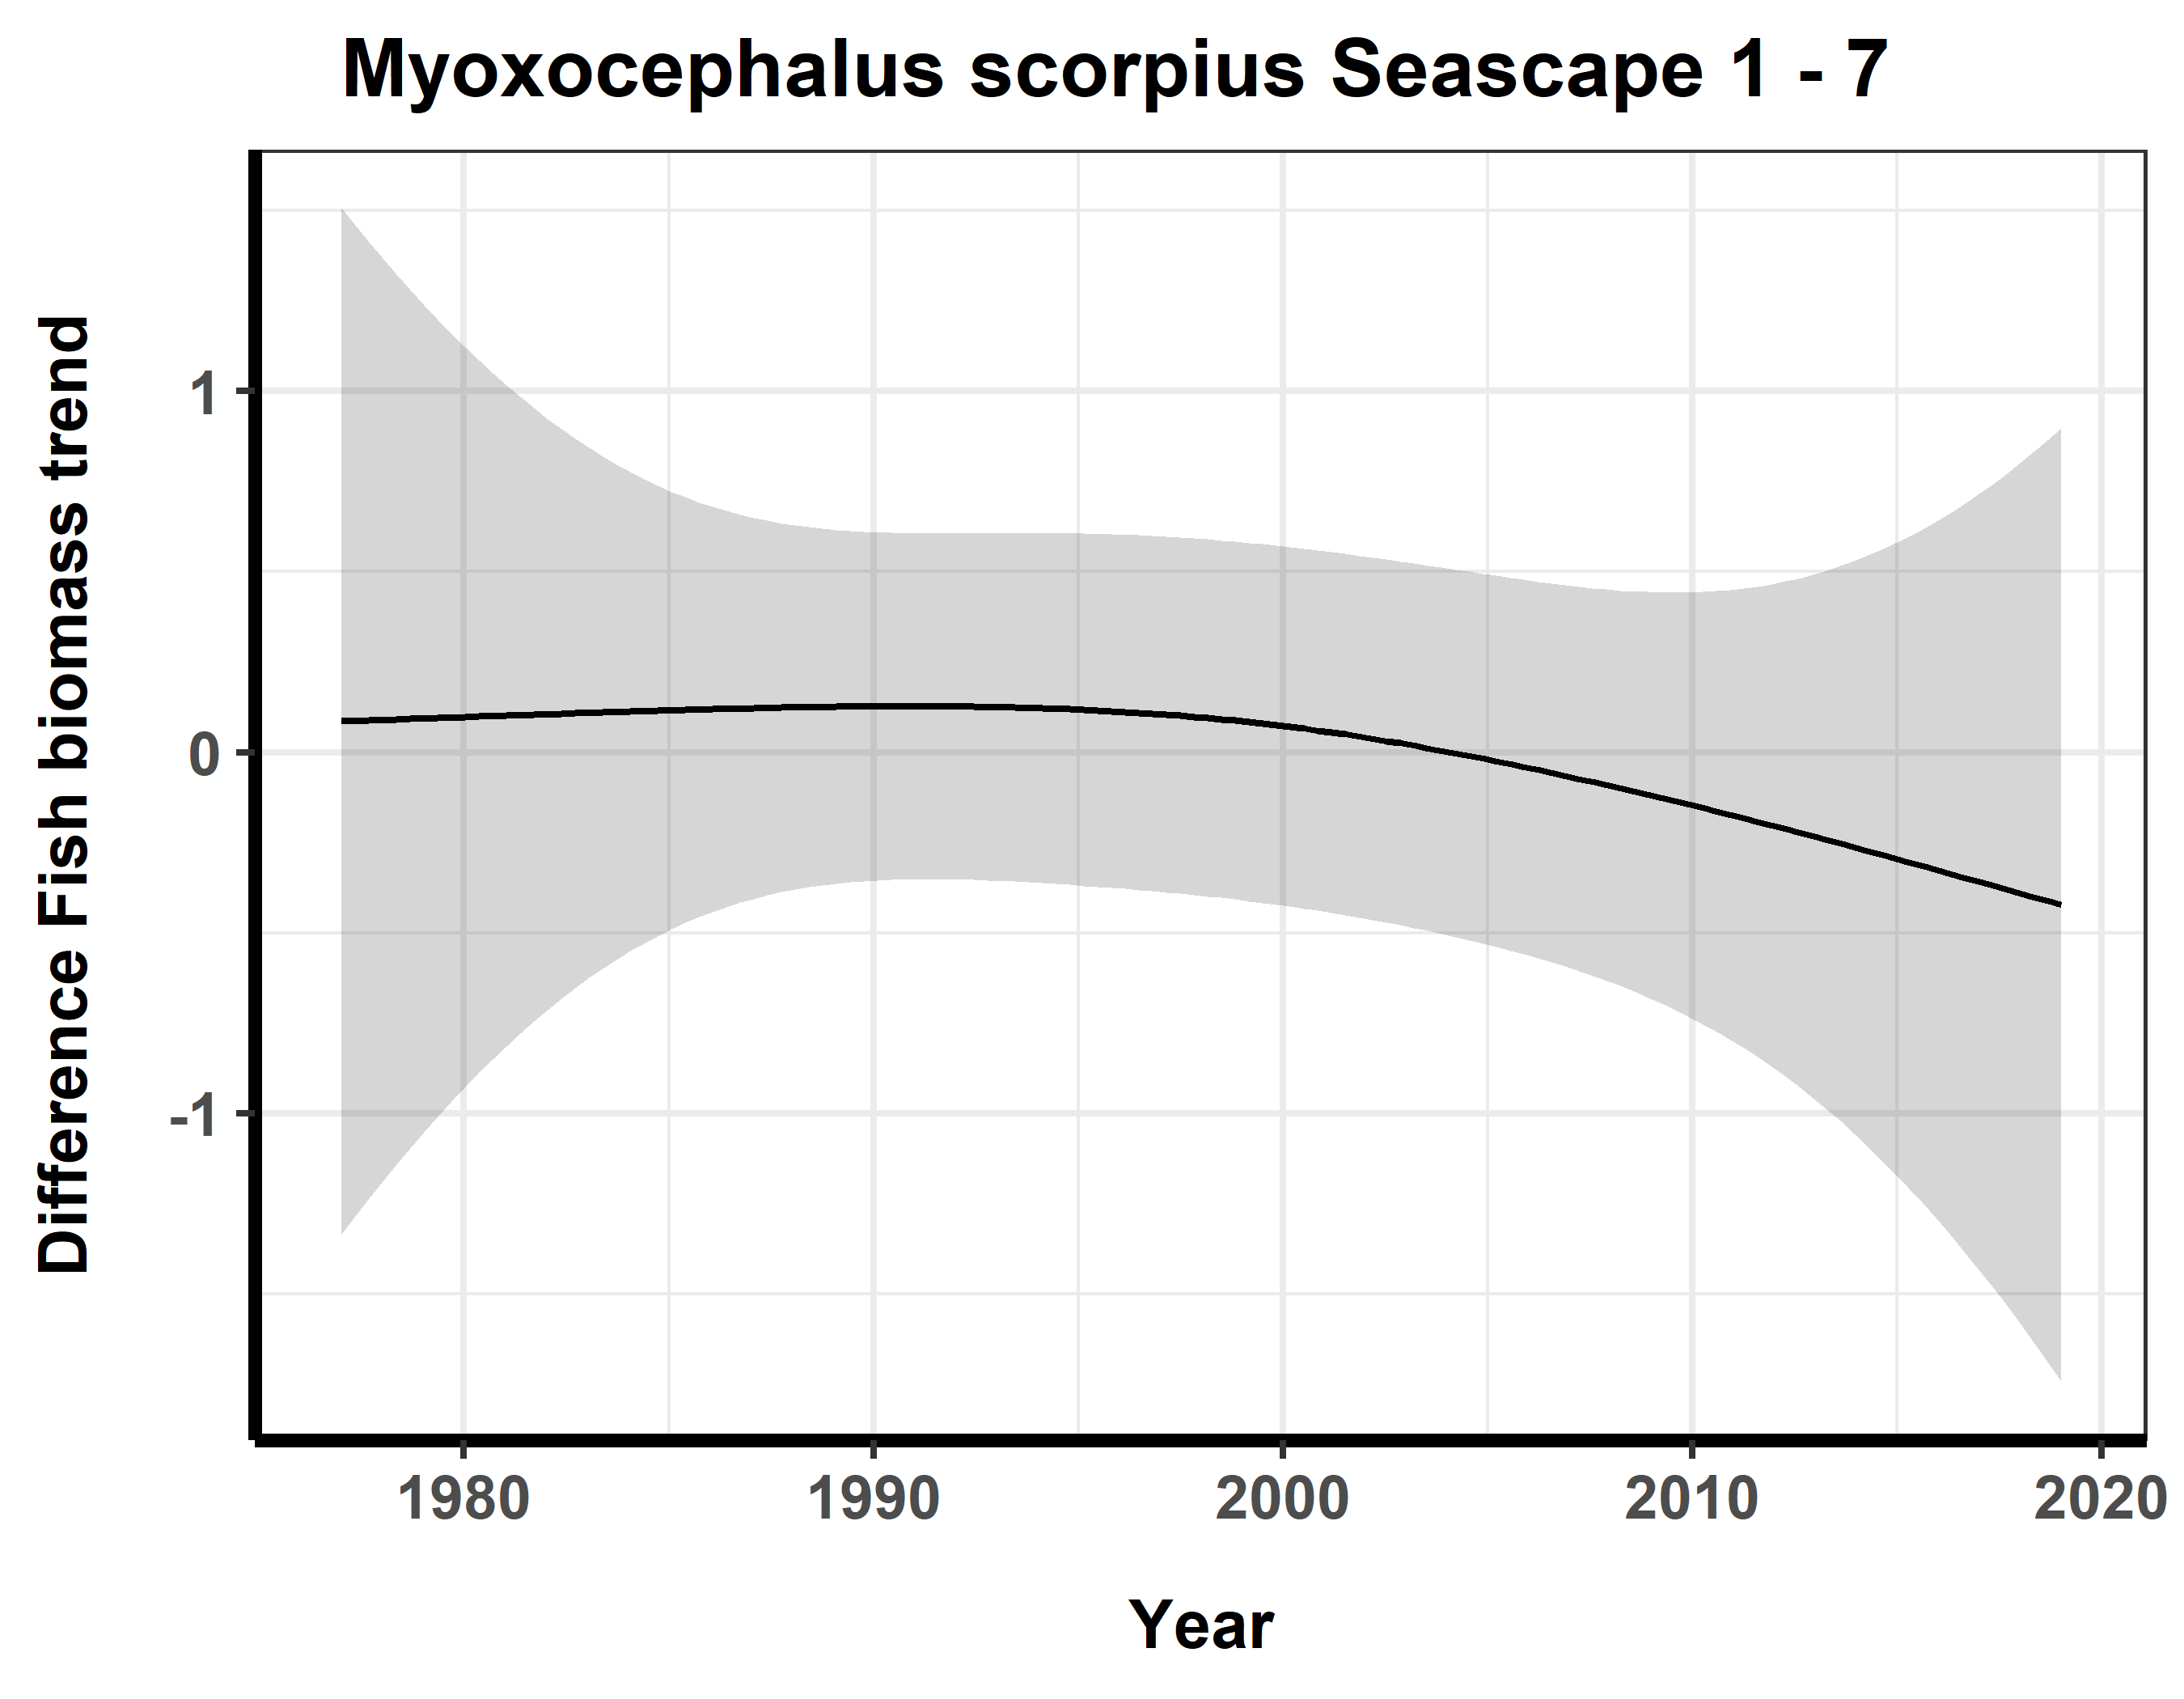 Myoxocephalus scorpius Seascape 1 - 7
Difference Fish biomass trend
1
0
-1
1980 1990 2000 2010 2020
Year